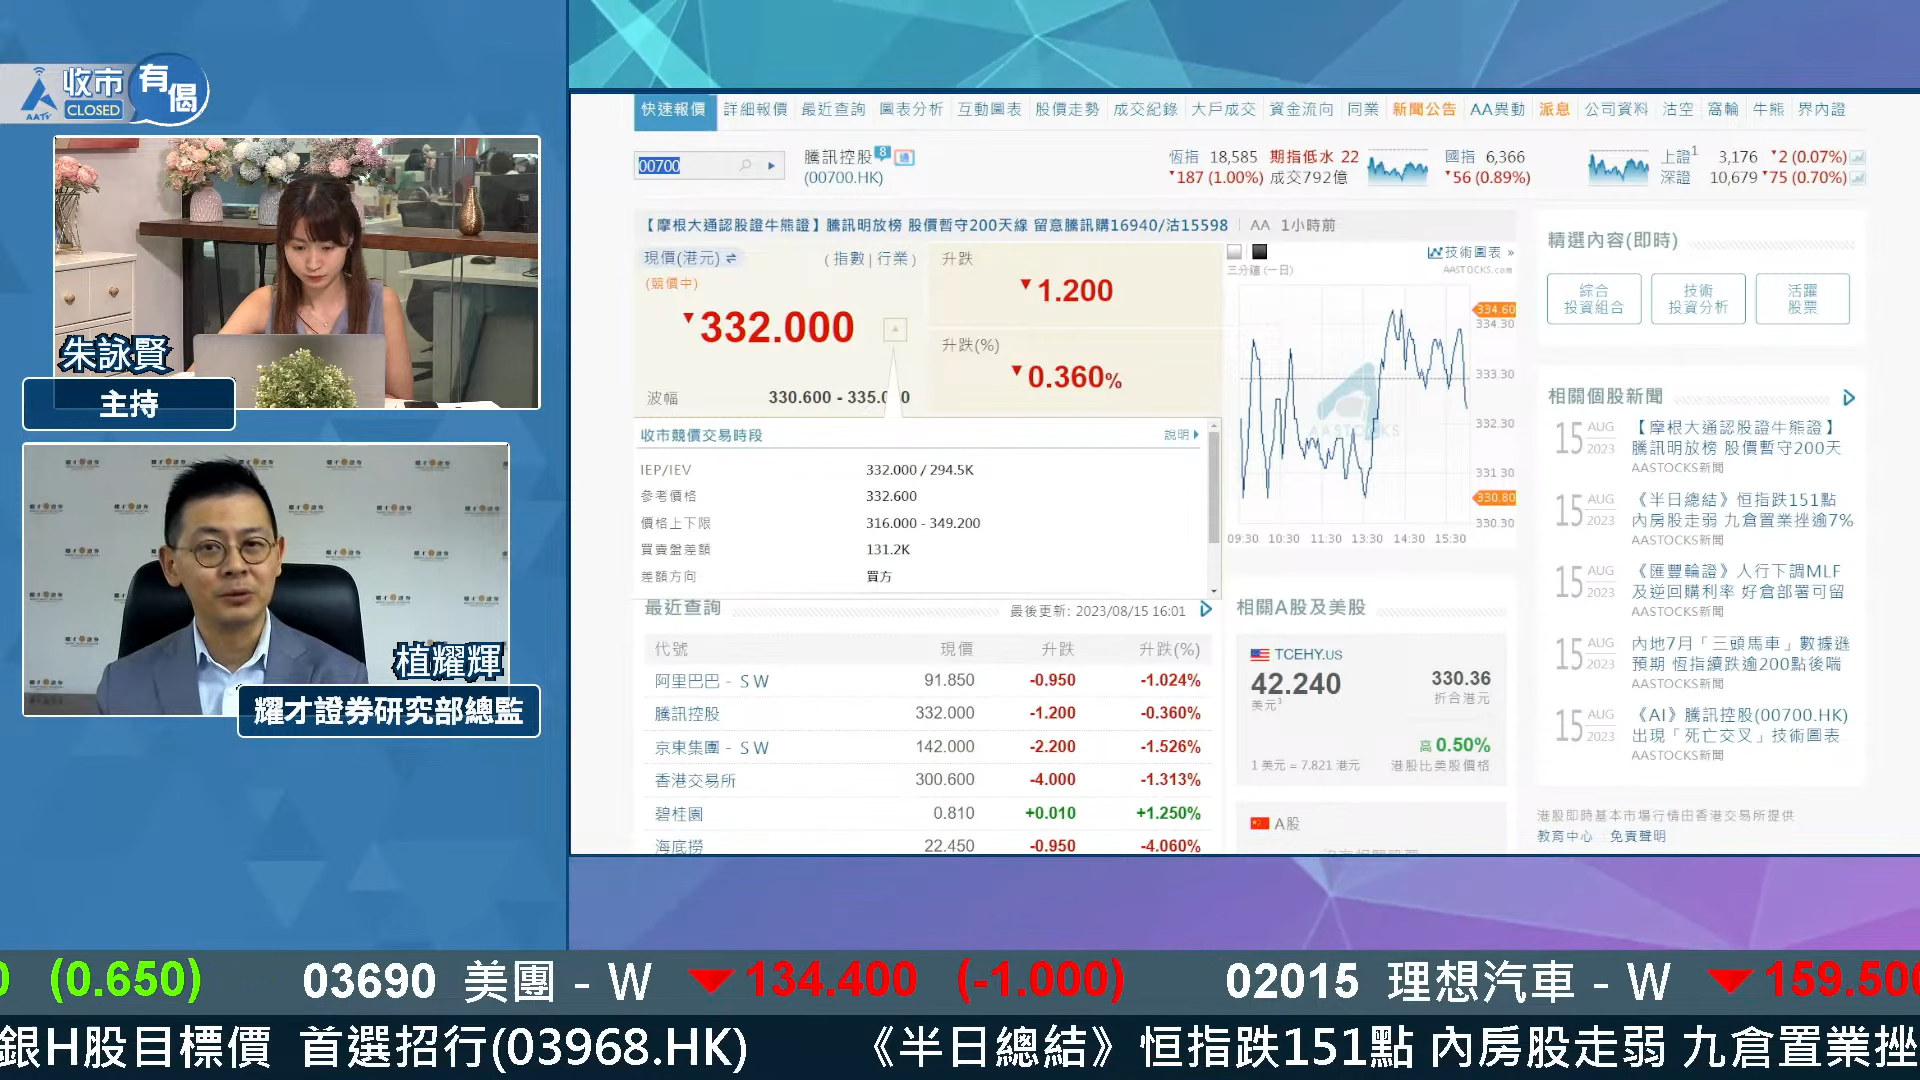 收市
CLOSED
有偈
AATV
朱詠賢
主持
植耀輝
耀才證券研究部總監
快速報價 詳細報價 最近查詢 圖表分析 互動圖表 股價走勢 成交紀錄 大戶成交 資金流向 同業 新聞公告 AA異動 派息 公司資料 沽空 窩輪 牛熊 界內證
00700
騰訊控股
(00700.HK)
恆指 18,585 期指低水 22
▼187 (1.00%) 成交792億
國指 6,366
▼56 (0.89%)
上證1 3,176 ▼2 (0.07%)
深證 10,679 ▼75 (0.70%)
【摩根大通認股證牛熊證】騰訊明放榜 股價暫守200天線 留意騰訊購16940/沽15598 AA 1小時前
現價(港元) (指數|行業)
(競價中)
▼332.000
波幅
升跌
▼1.200
升跌(%)
▼0.360%
三分鐘(一日)
技術圖表 »
AASTOCKS.com
AASTOCKS
334.60
334.30
333.30
332.30
331.30
330.80
330.30
09:30 10:30 11:30 13:30 14:30 15:30
收市競價交易時段 說明
IEP/IEV 332.000 / 294.5K
參考價格 332.600
價格上下限 316.000 - 349.200
買賣盤差額 131.2K
差額方向 買方
最近查詢 最後更新: 2023/08/15 16:01
代號 現價 升跌 升跌(%)
阿里巴巴 - S W 91.850 -0.950 -1.024%
騰訊控股 332.000 -1.200 -0.360%
京東集團 - S W 142.000 -2.200 -1.526%
香港交易所 300.600 -4.000 -1.313%
碧桂園 0.810 +0.010 +1.250%
海底撈 22.450 -0.950 -4.060%
相關A股及美股
TCEHY.US
42.240
美元3
330.36
折合港元
高 0.50%
1 美元 = 7.821 港元 港股比美股價格
A股
精選內容(即時)
綜合
投資組合
技術
投資分析
活躍
股票
相關個股新聞
15 AUG 2023
【摩根大通認股證牛熊證】
騰訊明放榜 股價暫守200天
AASTOCKS新聞
15 AUG 2023
《半日總結》恒指跌151點
內房股走弱 九倉置業挫逾7%
AASTOCKS新聞
15 AUG 2023
《匯豐輪證》人行下調MLF
及逆回購利率 好倉部署可留
AASTOCKS新聞
15 AUG 2023
內地7月「三頭馬車」數據遜
預期 恆指續跌逾200點後喘
AASTOCKS新聞
15 AUG 2023
《AI》騰訊控股(00700.HK)
出現「死亡交叉」技術圖表
AASTOCKS新聞
港股即時基本市場行情由香港交易所提供
教育中心 免責聲明
0 (0.650) 03690 美團 - W ▼134.400 (-1.000) 02015 理想汽車 - W ▼159.500
銀H股目標價 首選招行(03968.HK) 《半日總結》恒指跌151點 內房股走弱 九倉置業挫